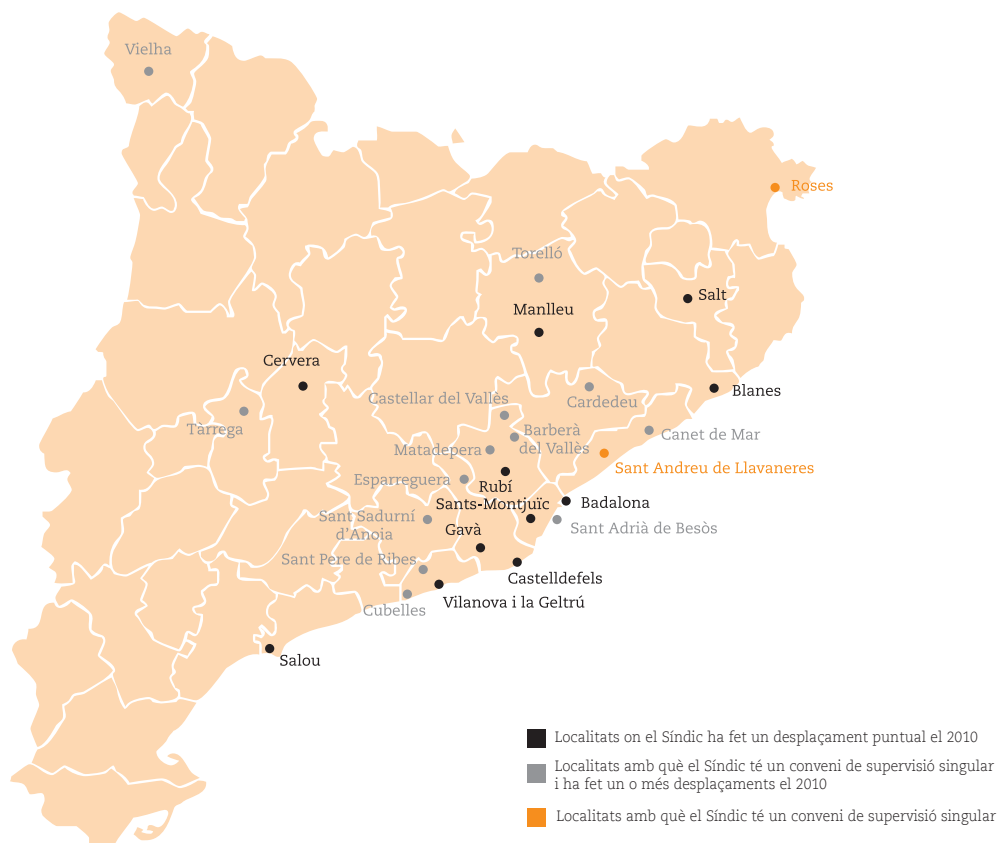 Vielha
Roses
Torelló
Salt
Manlleu
Cervera
Blanes
Castellar del Vallès
Cardedeu
Tàrrega
Barberà
del Vallès
Canet de Mar
Matadepera
Sant Andreu de Llavaneres
Esparreguera
Rubí
Sants-Montjuïc
Badalona
Sant Sadurní
d'Anoia
Gavà
Sant Adrià de Besòs
Sant Pere de Ribes
Castelldefels
Cubelles
Vilanova i la Geltrú
Salou
Localitats on el Síndic ha fet un desplaçament puntual el 2010
Localitats amb què el Síndic té un conveni de supervisió singular
i ha fet un o més desplaçaments el 2010
Localitats amb què el Síndic té un conveni de supervisió singular